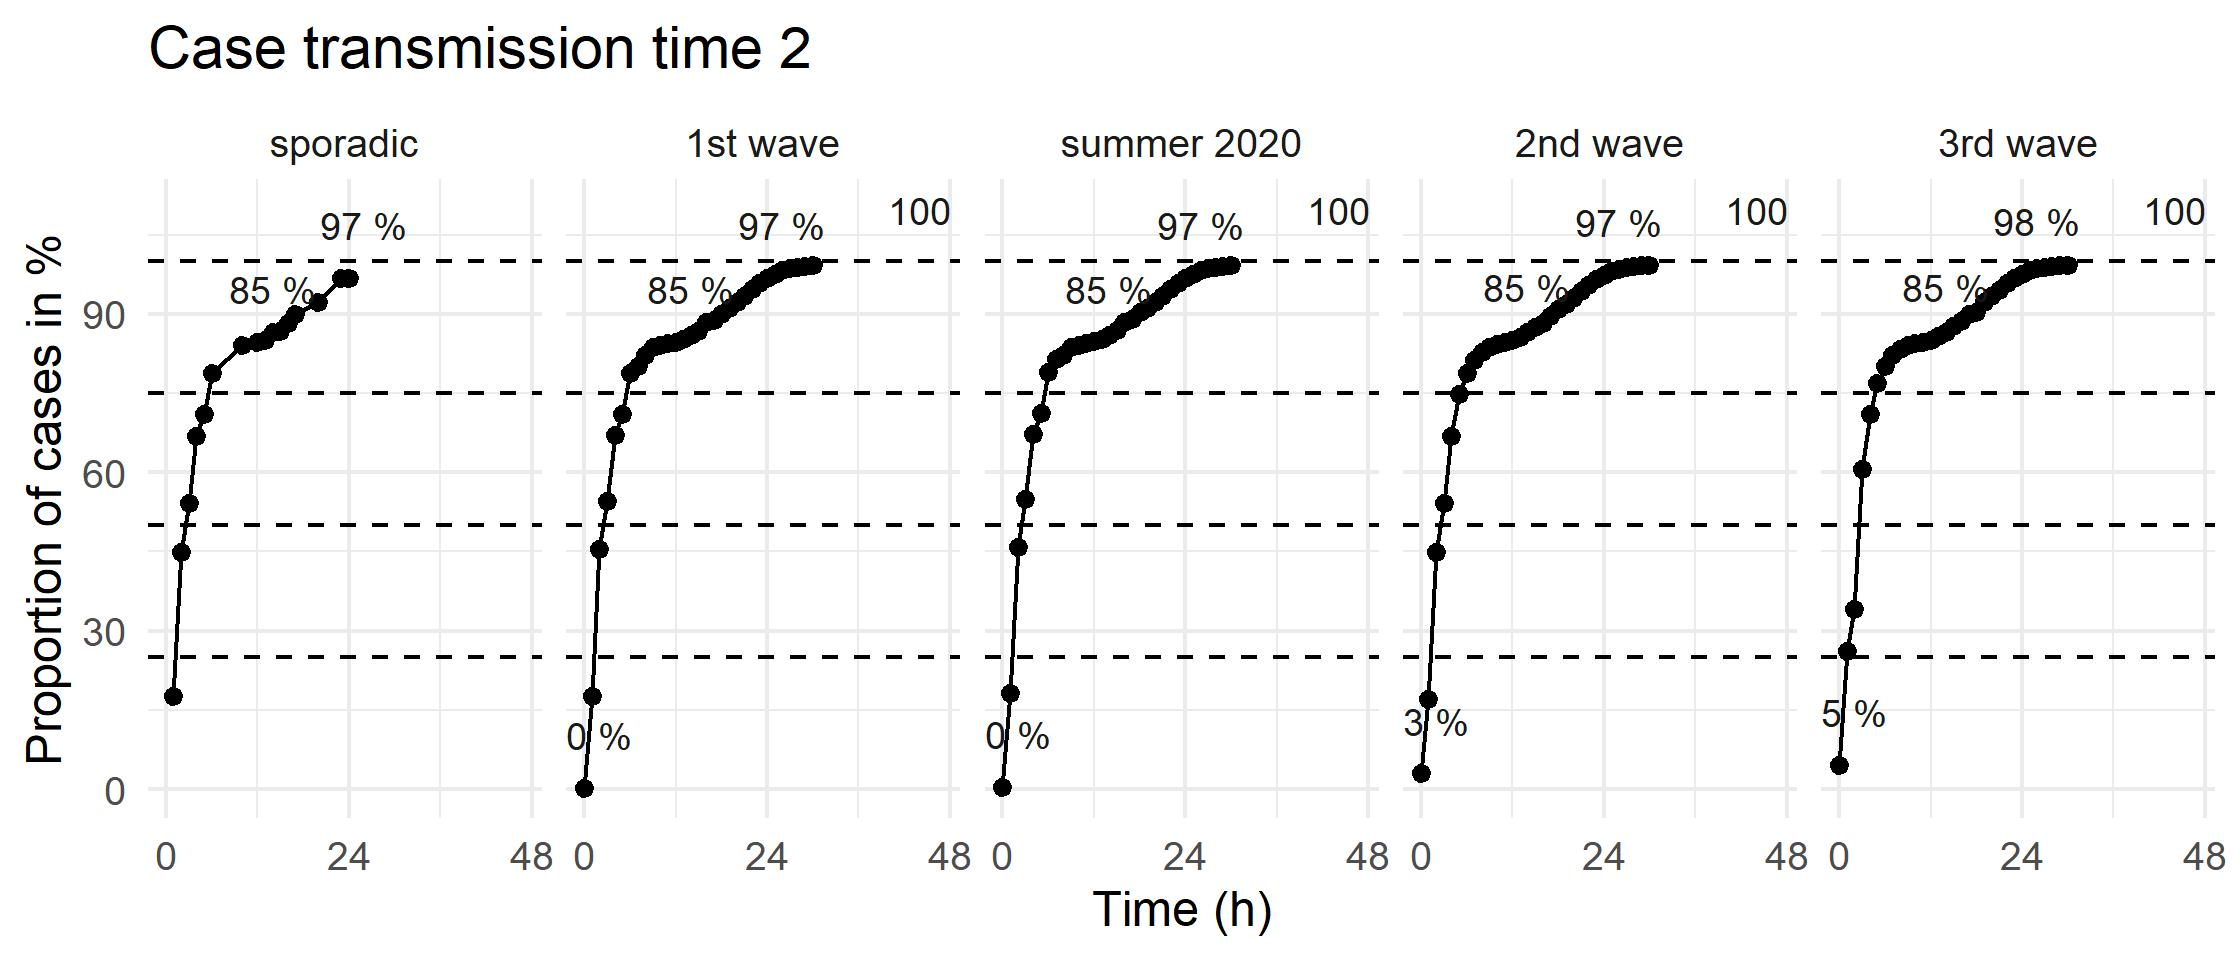 Case transmission time 2
sporadic
1st wave
summer 2020
2nd wave
3rd wave
Proportion of cases in %
90
60
30
0
97 %
85 %
100
97 %
85 %
0 %
100
97 %
85 %
0 %
100
97 %
85 %
3 %
100
98 %
85 %
5 %
0 24 48 0 24 48 0 24 48 0 24 48 0 24 48
Time (h)